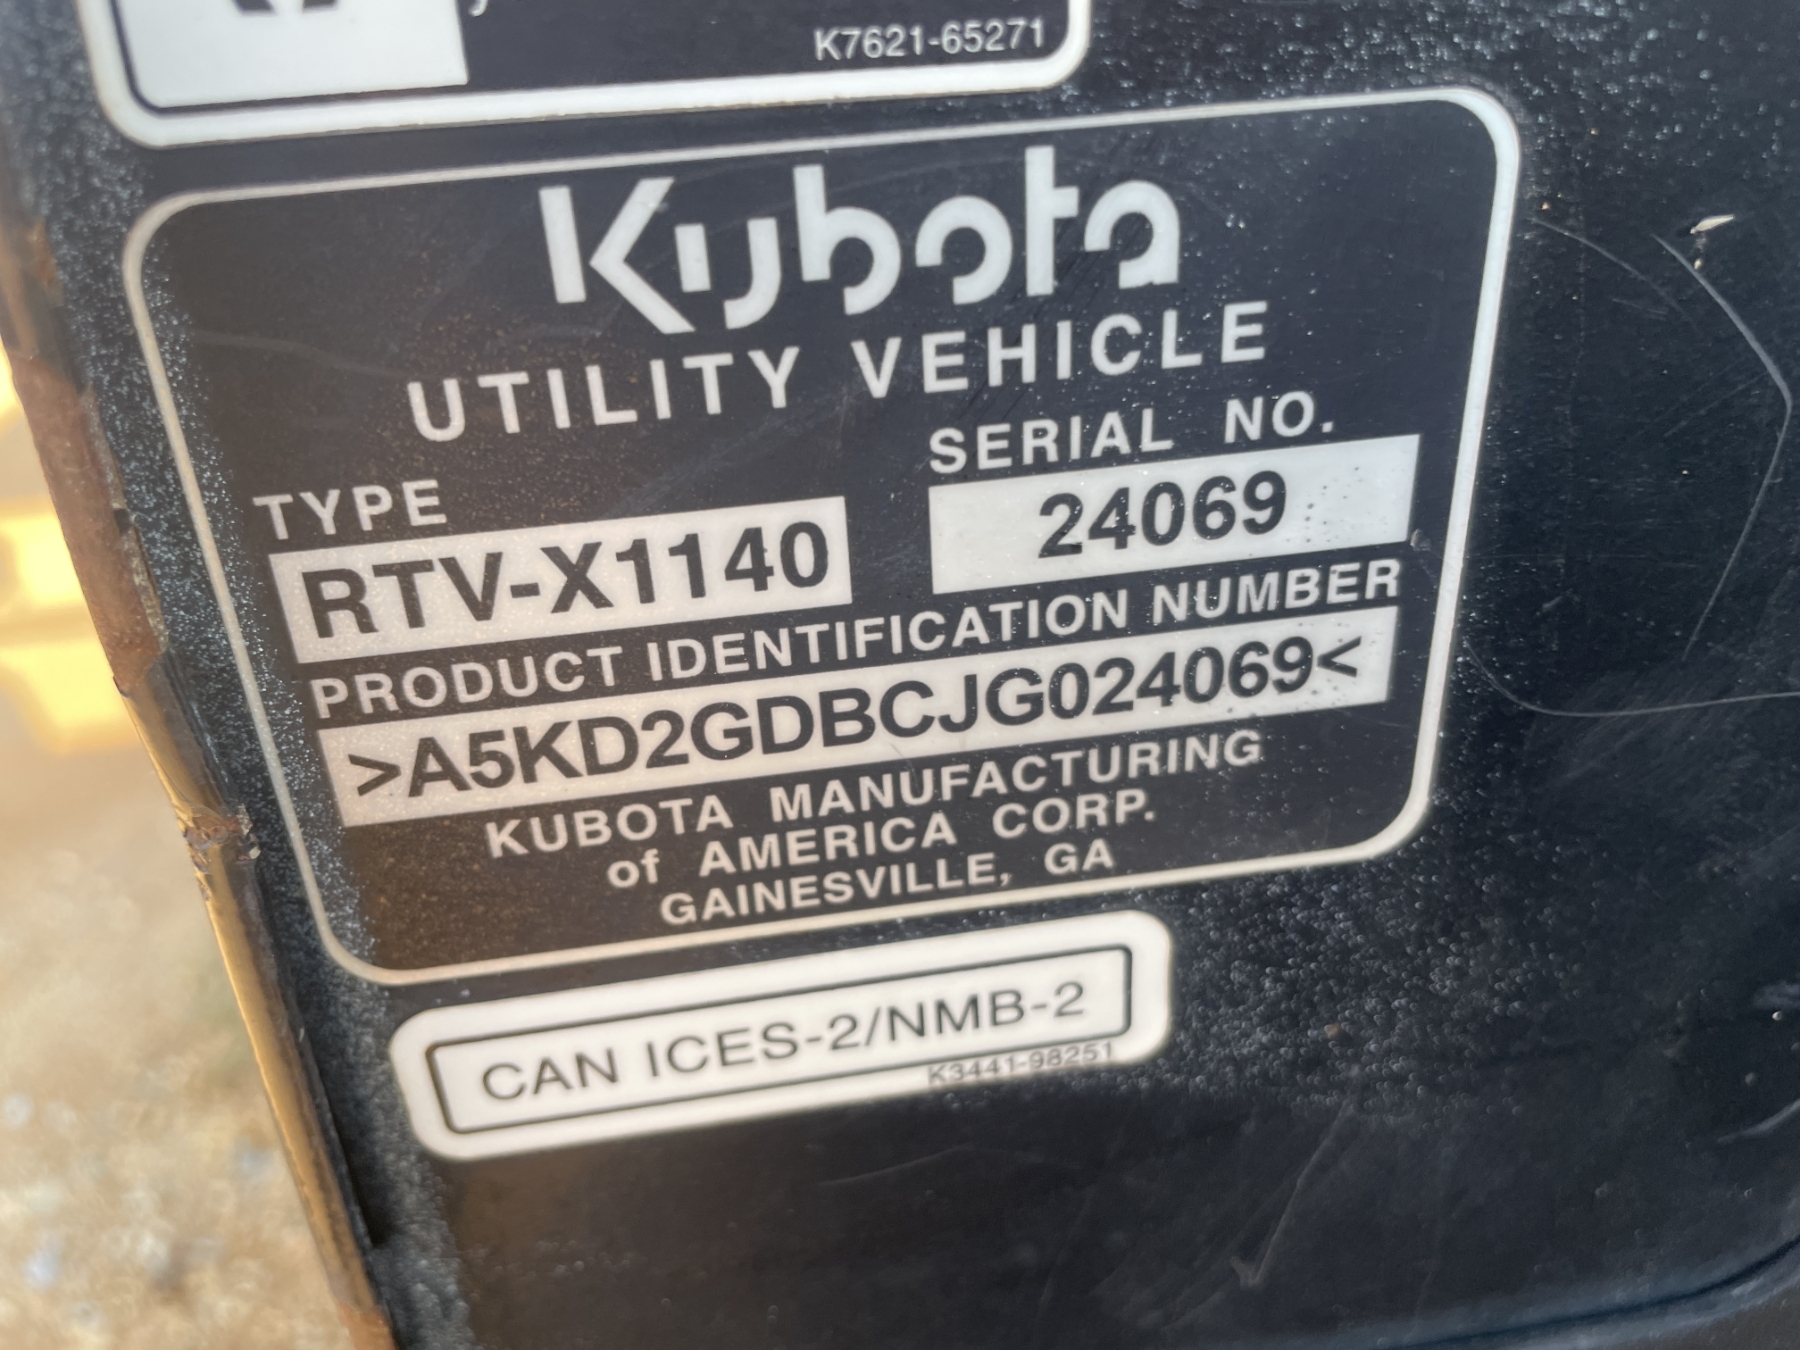 K7621-65271
Kubota
UTILITY VEHICLE
TYPE
SERIAL NO.
RTV-X1140
24069
PRODUCT IDENTIFICATION NUMBER
>A5KD2GDBCJG024069<
KUBOTA MANUFACTURING
of AMERICA CORP.
GAINESVILLE, GA
CAN ICES-2/NMB-2
K3441-98251